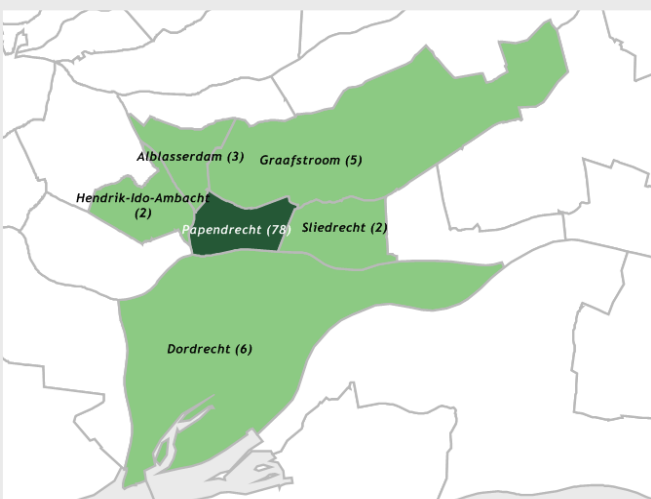 Alblasserdam (3)
Graafstroom (5)
Hendrik-Ido-Ambacht
(2)
Papendrecht (78)
Sliedrecht (2)
Dordrecht (6)